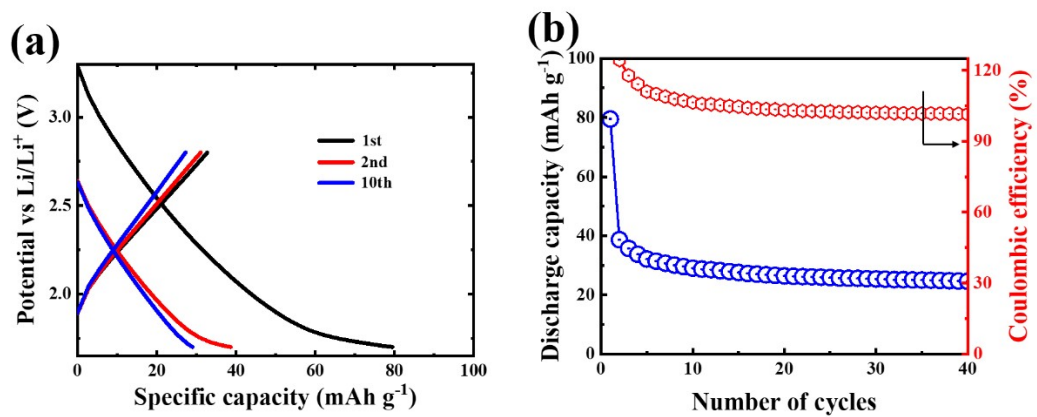 (a)
Potential vs Li/Li+ (V)
3.0
2.5
2.0
1st
2nd
10th
0 20 40 60 80 100
Specific capacity (mAh g-1)
(b)
Discharge capacity (mAh g-1)
100
80
60
40
20
0
0 10 20 30 40
Number of cycles
120
90
60
30
0
Coulombic efficiency (%)